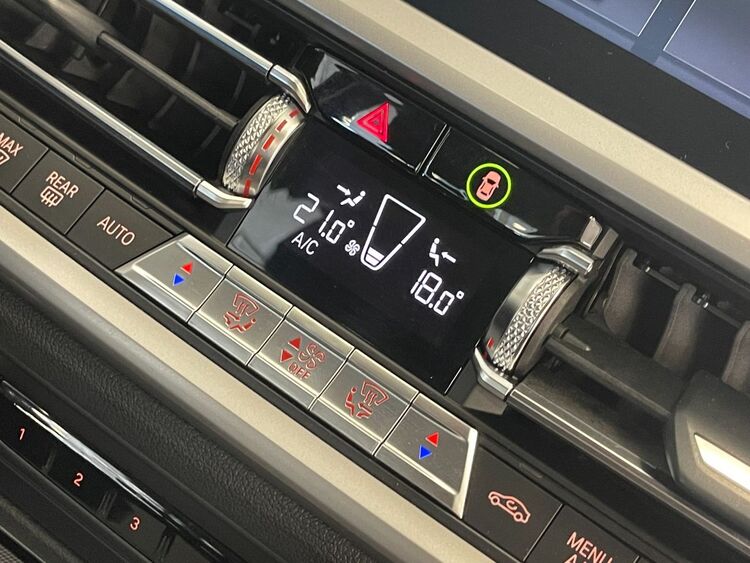 MAX
REAR
AUTO
21.0°
A/C
18.0°
OFF
1
2
3
MENU